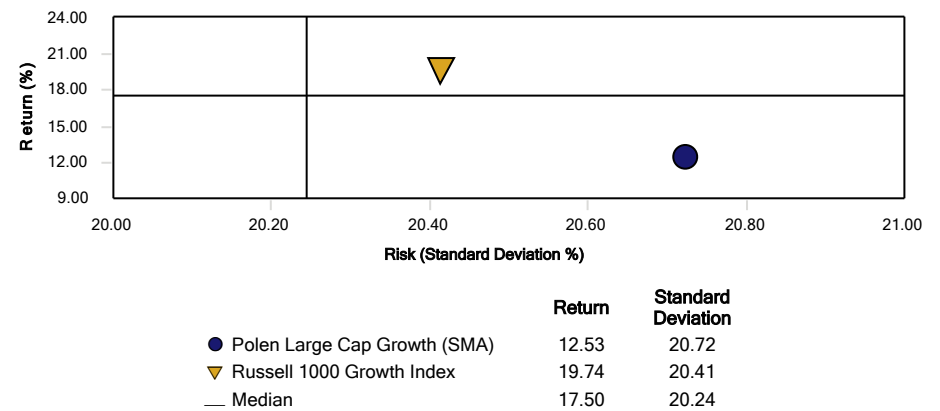 24.00
21.00
18.00
15.00
12.00
9.00
Return (%)
20.00 20.20 20.40 20.60 20.80 21.00
Risk (Standard Deviation %)
Return Standard Deviation
Polen Large Cap Growth (SMA) 12.53 20.72
Russell 1000 Growth Index 19.74 20.41
Median 17.50 20.24